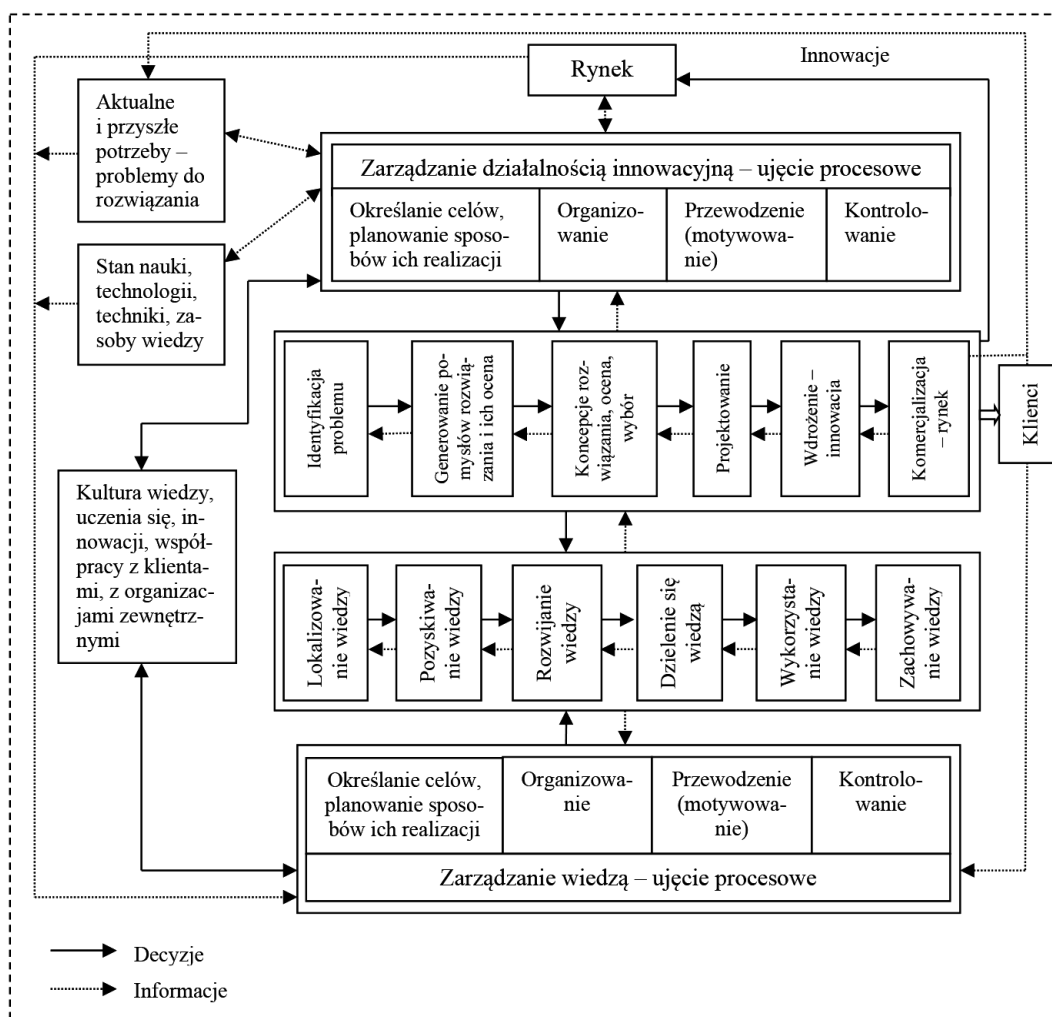 Innowacje
Rynek
Aktualne
i przyszłe
potrzeby –
problemy do
rozwiązania
Zarządzanie działalnością innowacyjną – ujęcie procesowe
Określanie celów,
planowanie sposo-
bów ich realizacji
Organizo-
wanie
Przewodzenie
(motywowa-
nie)
Kontrolo-
wanie
Stan nauki,
technologii,
techniki, za-
soby wiedzy
Identyfikacja
problemu
Generowanie po-
mysłów rozwią-
zania i ich ocena
Koncepcje roz-
wiązania, ocena,
wybór
Projektowanie
Wdrożenie –
innowacja
Komercjalizacja
– rynek
Klienci
Kultura wiedzy,
uczenia się, in-
nowacji, współ-
pracy z klienta-
mi, z organizac-
jami zewnętrz-
nymi
Lokalizowa-
nie wiedzy
Pozyskiwa-
nie wiedzy
Rozwijanie
wiedzy
Dzielenie się
wiedzą
Wykorzysta-
nie wiedzy
Zachowywa-
nie wiedzy
Określanie celów,
planowanie sposo-
bów ich realizacji
Organizowa-
nie
Przewodzenie
(motywowa-
nie)
Kontrolo-
wanie
Zarządzanie wiedzą – ujęcie procesowe
Decyzje
Informacje